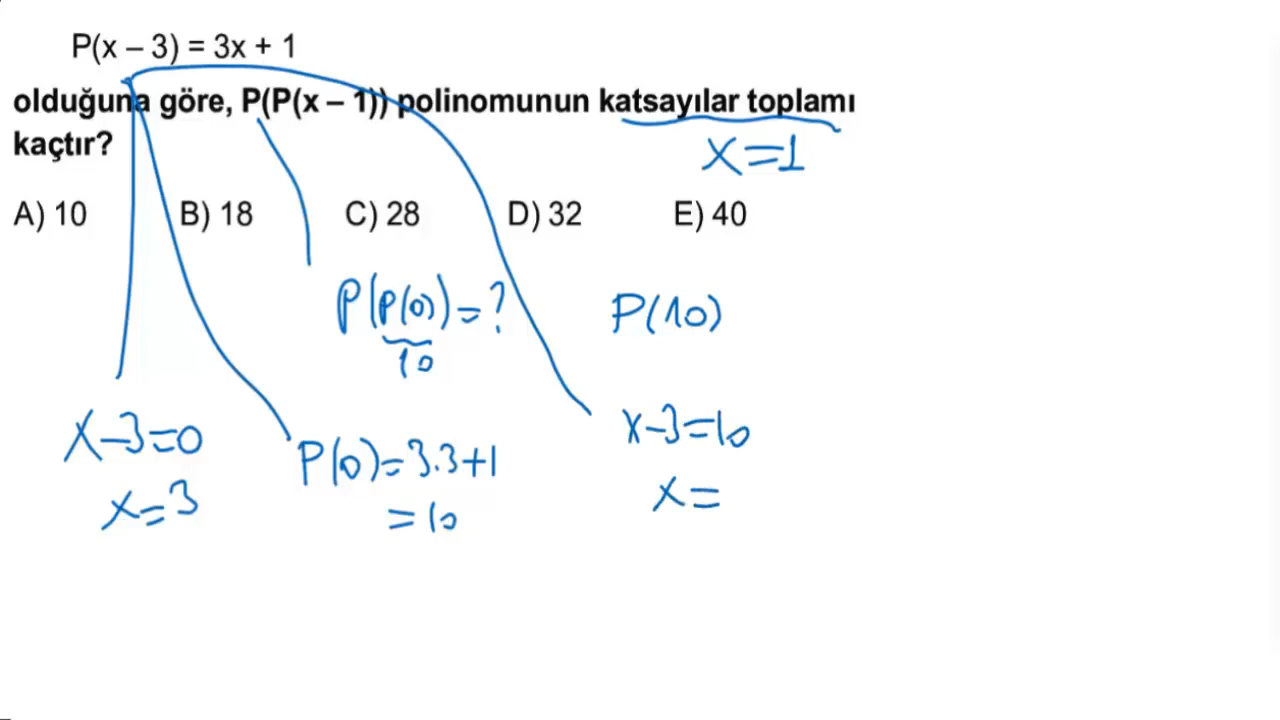 P(x – 3) = 3x + 1
olduğuna göre, P(P(x – 1)) polinomunun katsayılar toplamı
kaçtır?
x=1
A) 10 B) 18 C) 28 D) 32 E) 40
P(P(0))=?
10
P(10)
x-3=0
x=3
P(0)=3.3+1
=10
x-3=10
x=